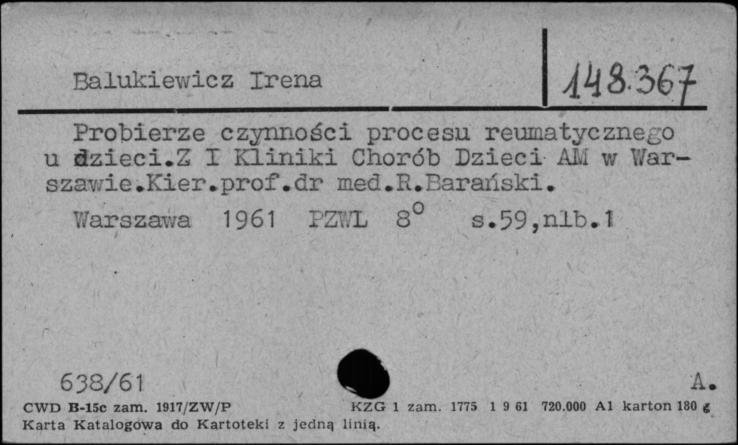 Balukiewicz Irena
148.367
Probierze czynności procesu reumatycznego
u dzieci.Z I Kliniki Chorób Dzieci AM w War-
szawie.Kier.prof.dr med.R.Barański.
Warszawa 1961 PZWL 8° s.59,nlb.1
638/61
A.
CWD B-15c zam. 1917/ZW/P KZG 1 zam. 1775 1 9 61 720.000 A1 karton 180 g
Karta Katalogowa do Kartoteki z jedną linią.